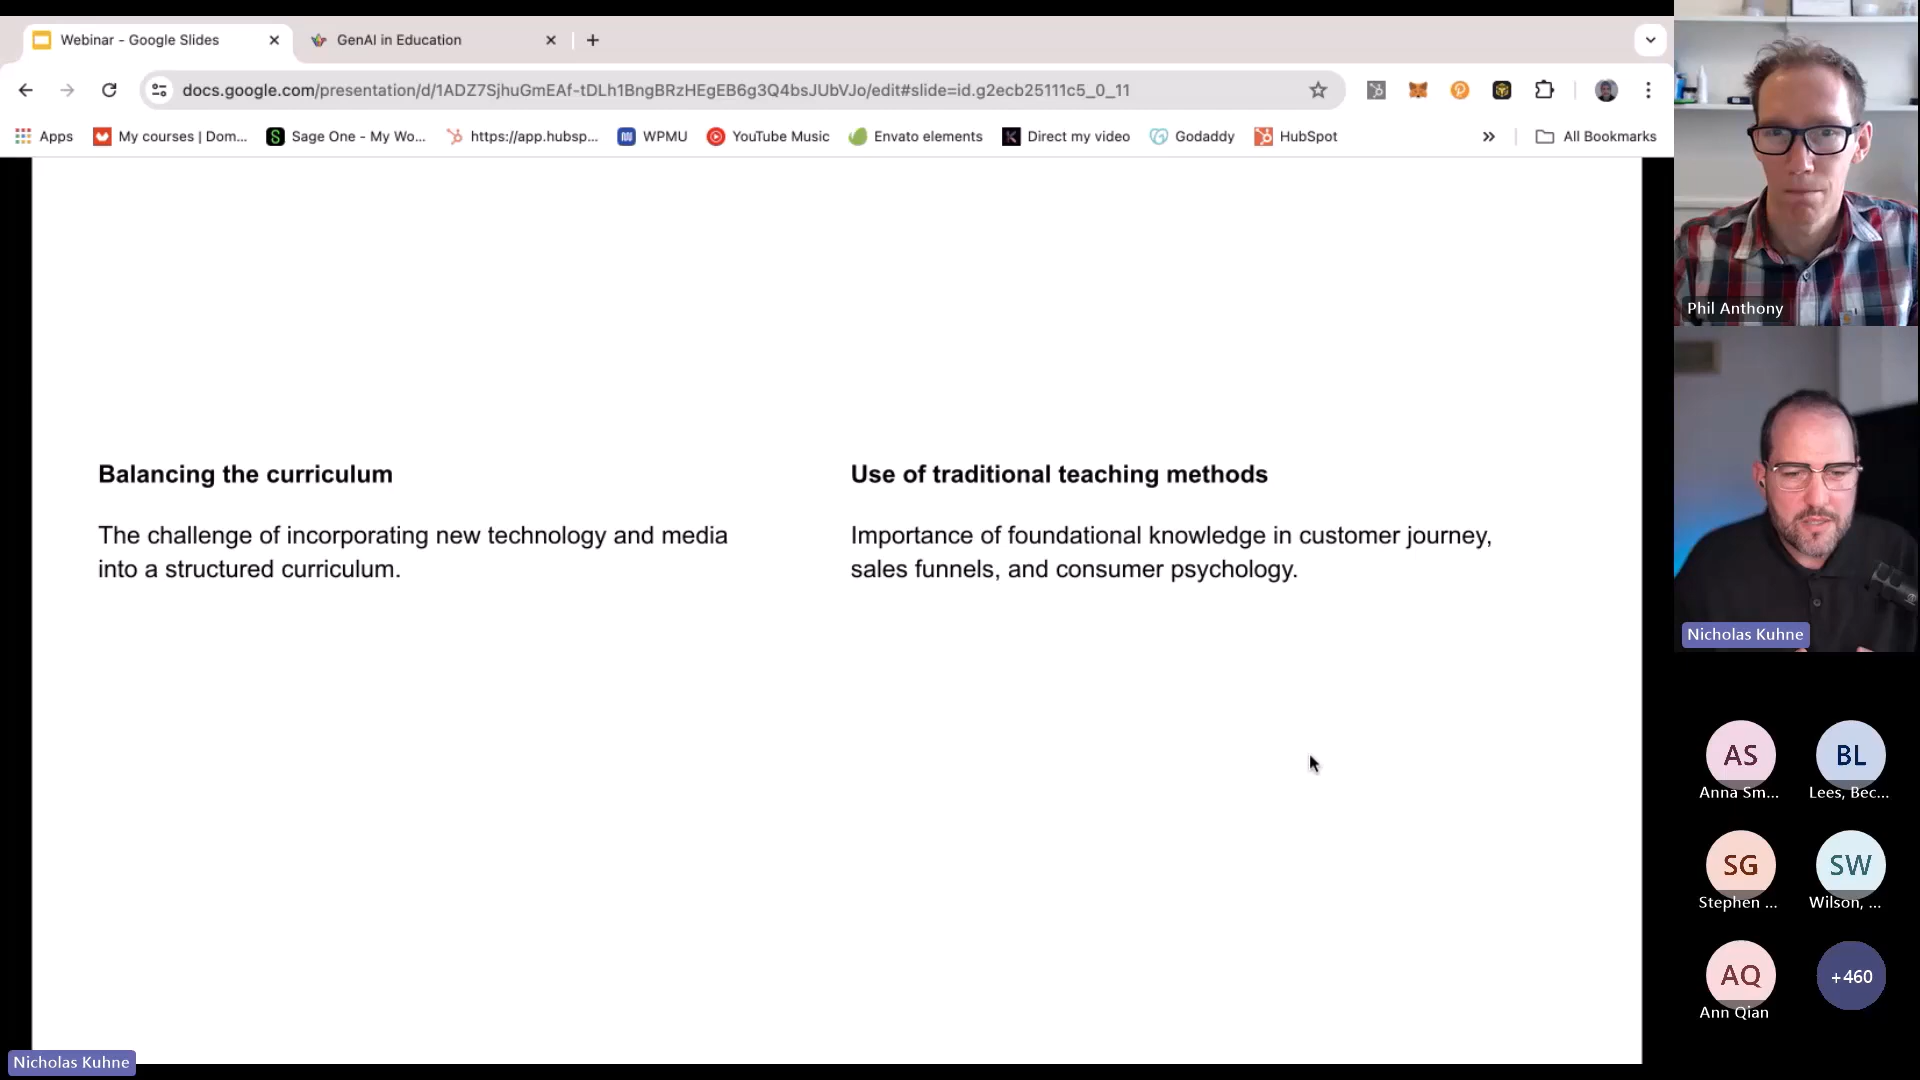 Webinar - Google Slides
GenAI in Education
docs.google.com/presentation/d/1ADZ7SjhuGmEAf-tDLh1BngBRzHEgEB6g3Q4bsJUbVJo/edit#slide=id.g2ecb25111c5_0_11
Apps
My courses | Dom...
Sage One - My Wo...
https://app.hubsp...
WPMU
YouTube Music
Envato elements
Direct my video
Godaddy
HubSpot
All Bookmarks
Balancing the curriculum
The challenge of incorporating new technology and media
into a structured curriculum.
Use of traditional teaching methods
Importance of foundational knowledge in customer journey,
sales funnels, and consumer psychology.
Phil Anthony
Nicholas Kuhne
AS
Anna Sm...
BL
Lees, Bec...
SG
Stephen ...
SW
Wilson, ...
AQ
Ann Qian
+460
Nicholas Kuhne